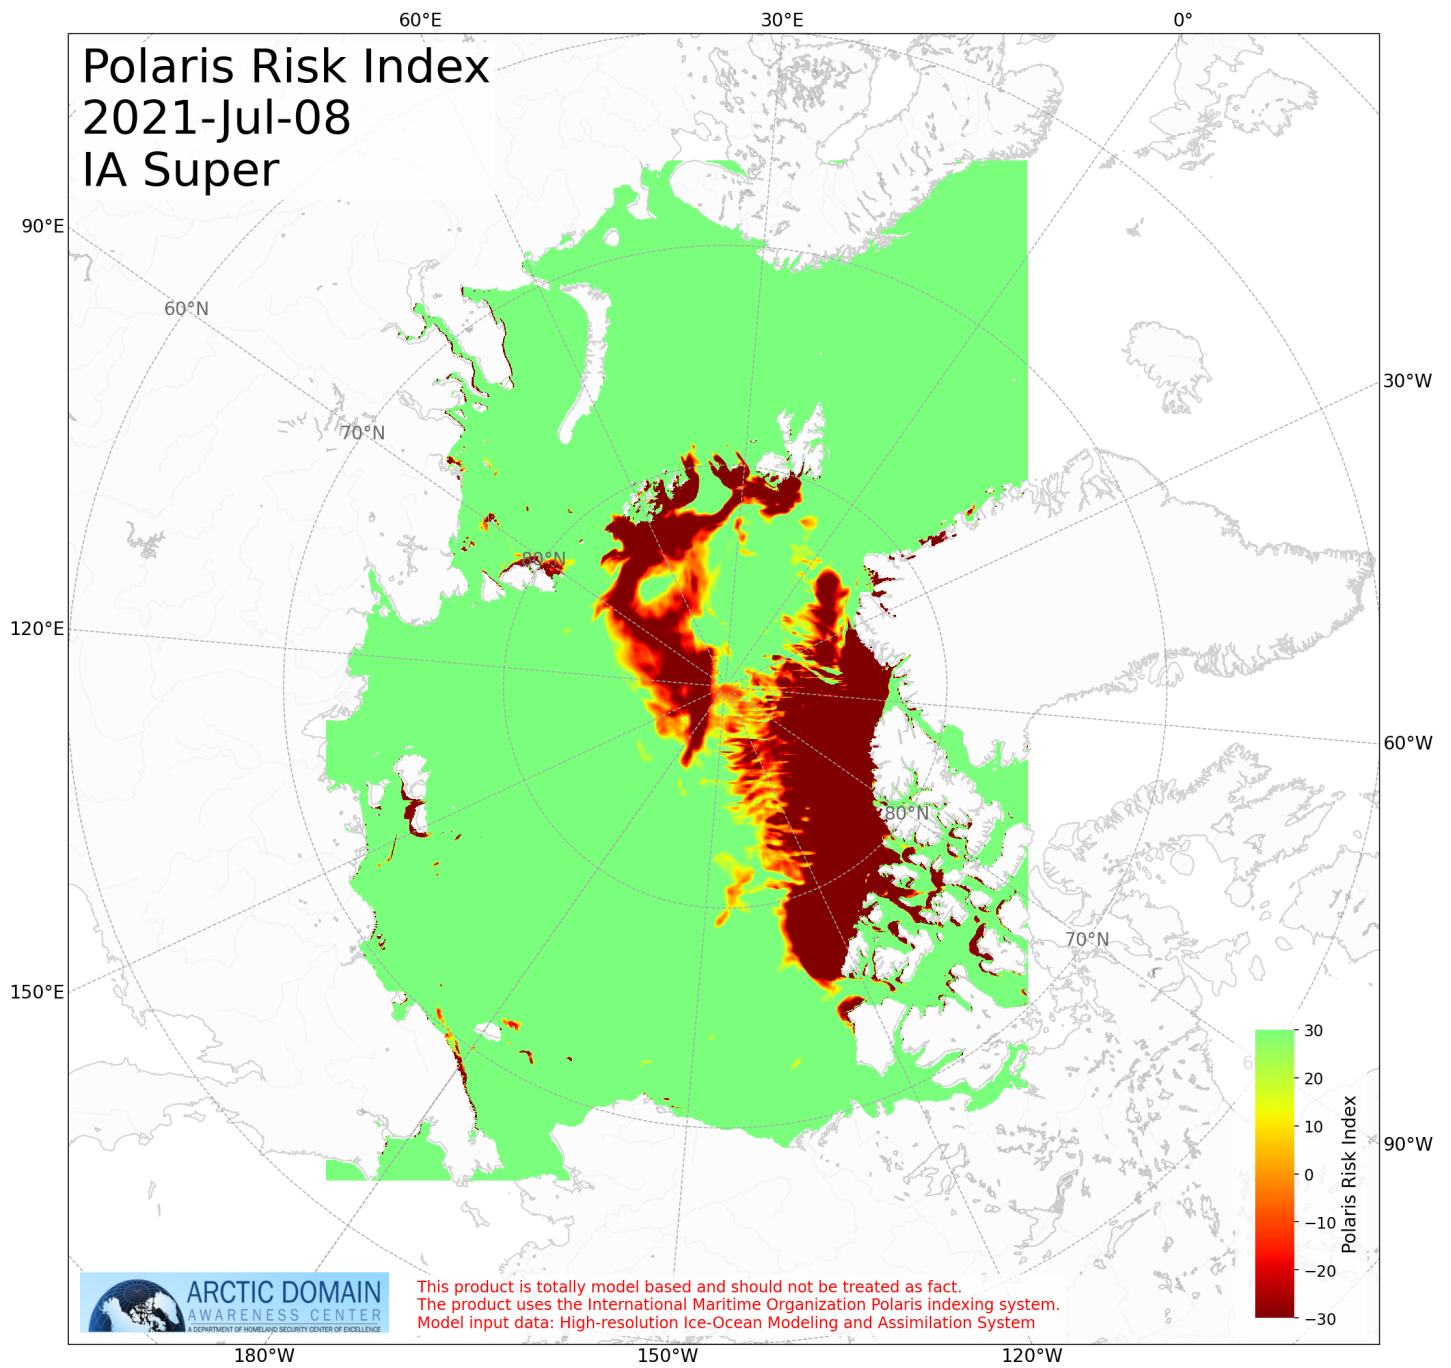 60°E
30°E
0°
Polaris Risk Index
2021-Jul-08
IA Super
90°E
60°N
30°W
70°N
80°N
120°E
60°W
80°N
70°N
150°E
30
20
10
0
−10
−20
−30
Polaris Risk Index
90°W
ARCTIC DOMAIN
AWARENESS CENTER
A DEPARTMENT OF HOMELAND SECURITY CENTER OF EXCELLENCE
This product is totally model based and should not be treated as fact.
The product uses the International Maritime Organization Polaris indexing system.
Model input data: High-resolution Ice-Ocean Modeling and Assimilation System
180°W
150°W
120°W